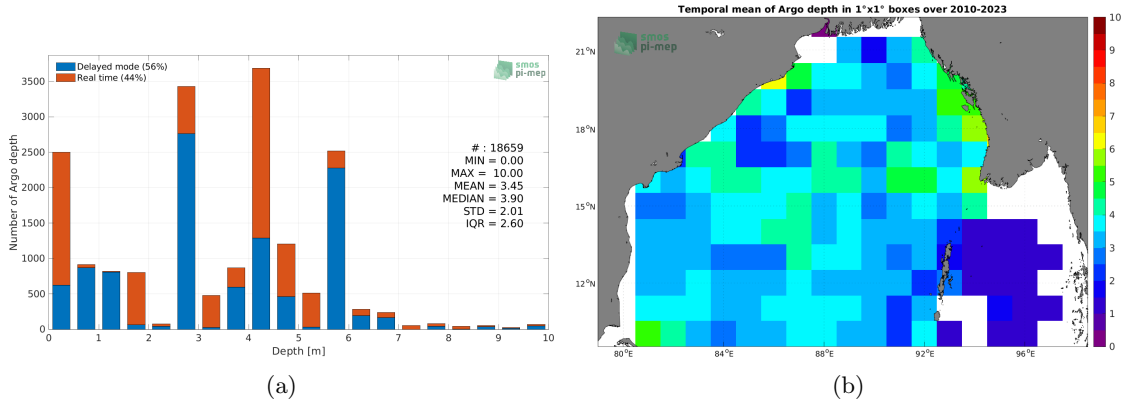 Delayed mode (56%)
Real time (44%)
smos
pi-mep
Number of Argo depth
3500
3000
2500
2000
1500
1000
500
0
# : 18659
MIN = 0.00
MAX = 10.00
MEAN = 3.45
MEDIAN = 3.90
STD = 2.01
IQR = 2.60
0 1 2 3 4 5 6 7 8 9 10
Depth [m]
(a)
Temporal mean of Argo depth in 1°x1° boxes over 2010-2023
smos
pi-mep
21°N
18°N
15°N
12°N
80°E 84°E 88°E 92°E 96°E
10
9
8
7
6
5
4
3
2
1
0
(b)